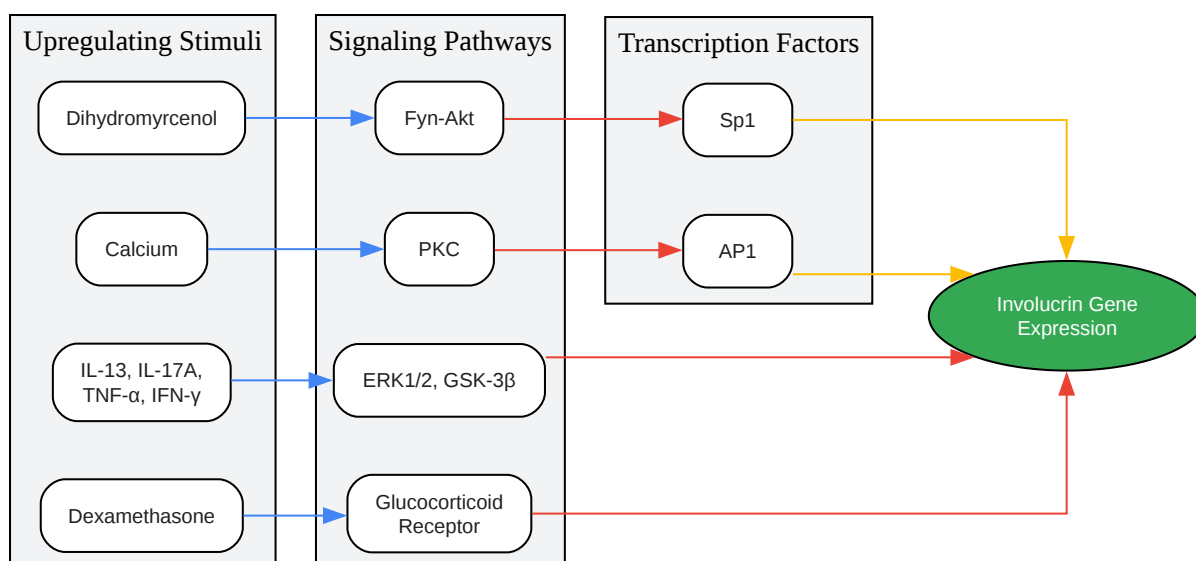 Upregulating Stimuli
Signaling Pathways
Transcription Factors
Dihydromyrcenol
Fyn-Akt
Sp1
Calcium
PKC
AP1
Involucrin Gene
Expression
IL-13, IL-17A,
TNF-α, IFN-γ
ERK1/2, GSK-3β
Dexamethasone
Glucocorticoid
Receptor